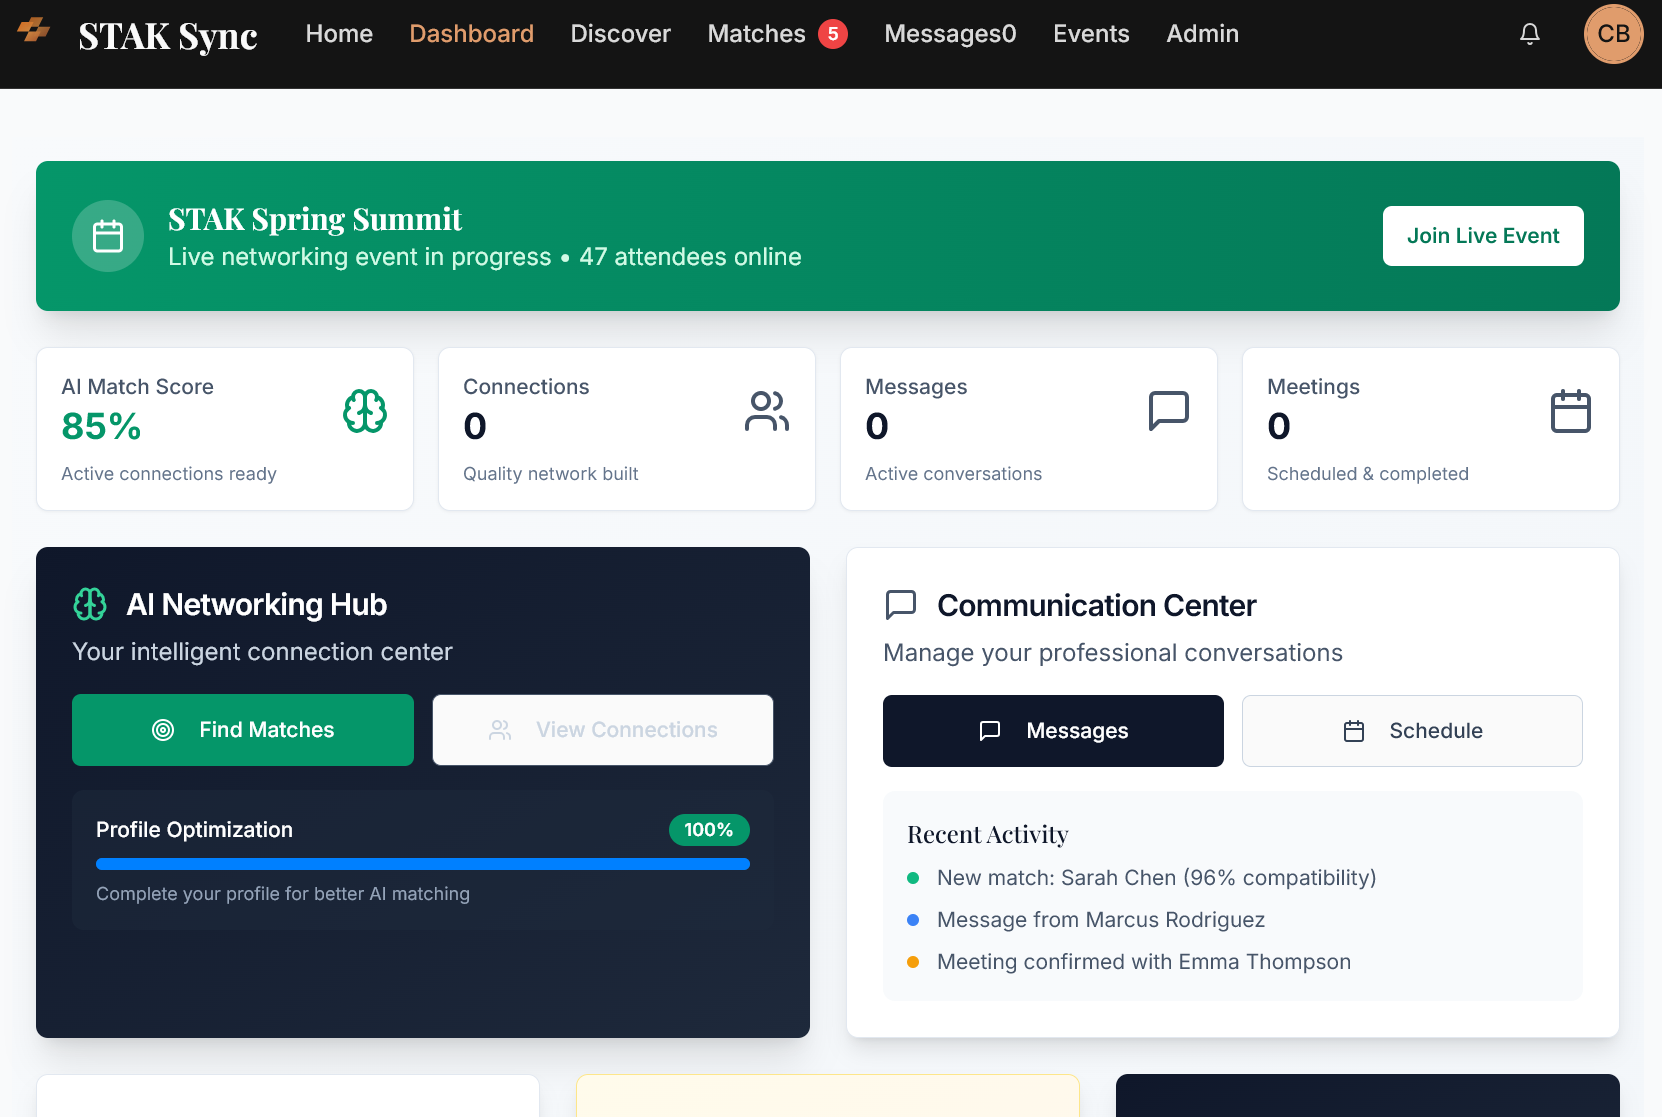 STAK Sync Home Dashboard Discover Matches 5 Messages0 Events Admin CB
STAK Spring Summit
Live networking event in progress • 47 attendees online
Join Live Event
AI Match Score
85%
Active connections ready
Connections
0
Quality network built
Messages
0
Active conversations
Meetings
0
Scheduled & completed
AI Networking Hub
Your intelligent connection center
Find Matches View Connections
Profile Optimization 100%
Complete your profile for better AI matching
Communication Center
Manage your professional conversations
Messages Schedule
Recent Activity
New match: Sarah Chen (96% compatibility)
Message from Marcus Rodriguez
Meeting confirmed with Emma Thompson